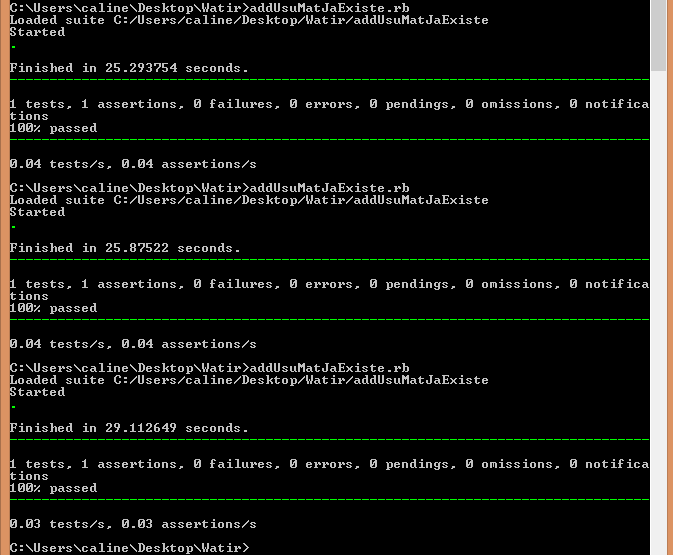 C:\Users\caline\Desktop\Watir>addUsuMatJaExiste.rb
Loaded suite C:/Users/caline/Desktop/Watir/addUsuMatJaExiste
Started
.
Finished in 25.293754 seconds.
1 tests, 1 assertions, 0 failures, 0 errors, 0 pendings, 0 omissions, 0 notifica
tions
100% passed
0.04 tests/s, 0.04 assertions/s
C:\Users\caline\Desktop\Watir>addUsuMatJaExiste.rb
Loaded suite C:/Users/caline/Desktop/Watir/addUsuMatJaExiste
Started
.
Finished in 25.87522 seconds.
1 tests, 1 assertions, 0 failures, 0 errors, 0 pendings, 0 omissions, 0 notifica
tions
100% passed
0.04 tests/s, 0.04 assertions/s
C:\Users\caline\Desktop\Watir>addUsuMatJaExiste.rb
Loaded suite C:/Users/caline/Desktop/Watir/addUsuMatJaExiste
Started
.
Finished in 29.112649 seconds.
1 tests, 1 assertions, 0 failures, 0 errors, 0 pendings, 0 omissions, 0 notifica
tions
100% passed
0.03 tests/s, 0.03 assertions/s
C:\Users\caline\Desktop\Watir>